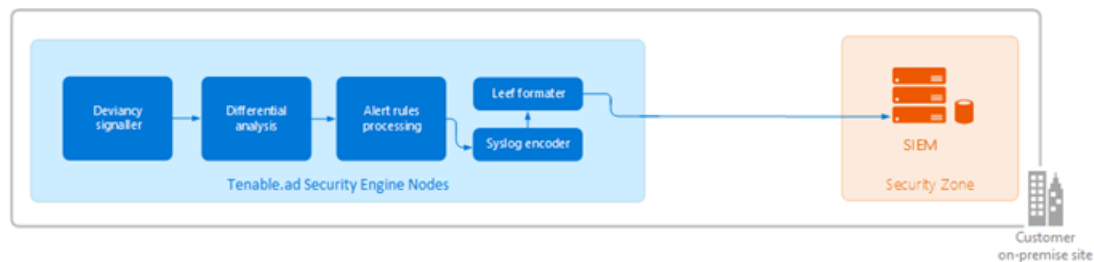 Deviancy
signaller
Differential
analysis
Alert rules
processing
Leef formater
Syslog encoder
Tenable.ad Security Engine Nodes
SIEM
Security Zone
Customer
on-premise site